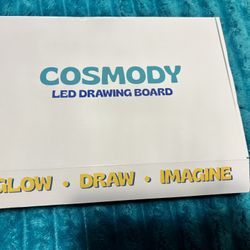 COSMODY
LED DRAWING BOARD
GLOW • DRAW • IMAGINE